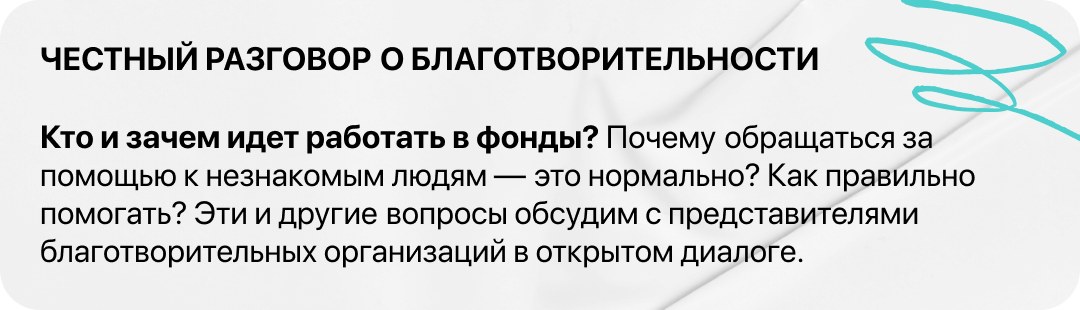 ЧЕСТНЫЙ РАЗГОВОР О БЛАГОТВОРИТЕЛЬНОСТИ
Кто и зачем идет работать в фонды? Почему обращаться за
помощью к незнакомым людям — это нормально? Как правильно
помогать? Эти и другие вопросы обсудим с представителями
благотворительных организаций в открытом диалоге.